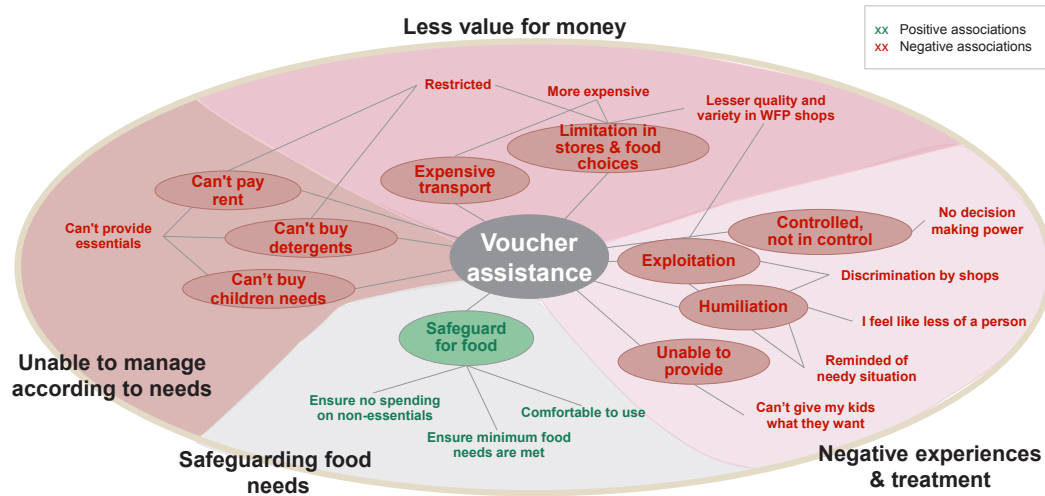 Less value for money
xx Positive associations
xx Negative associations
Restricted
More expensive
Lesser quality and
variety in WFP shops
Limitation in
stores & food
choices
Expensive
transport
Can't pay
rent
Can't provide
essentials
Can't buy
detergents
Can’t buy
children needs
Voucher
assistance
Controlled,
not in control
No decision
making power
Exploitation
Discrimination by shops
Humiliation
I feel like less of a person
Safeguard
for food
Unable to
provide
Reminded of
needy situation
Unable to manage
according to needs
Ensure no spending
on non-essentials
Comfortable to use
Can’t give my kids
what they want
Ensure minimum food
needs are met
Safeguarding food
needs
Negative experiences
& treatment